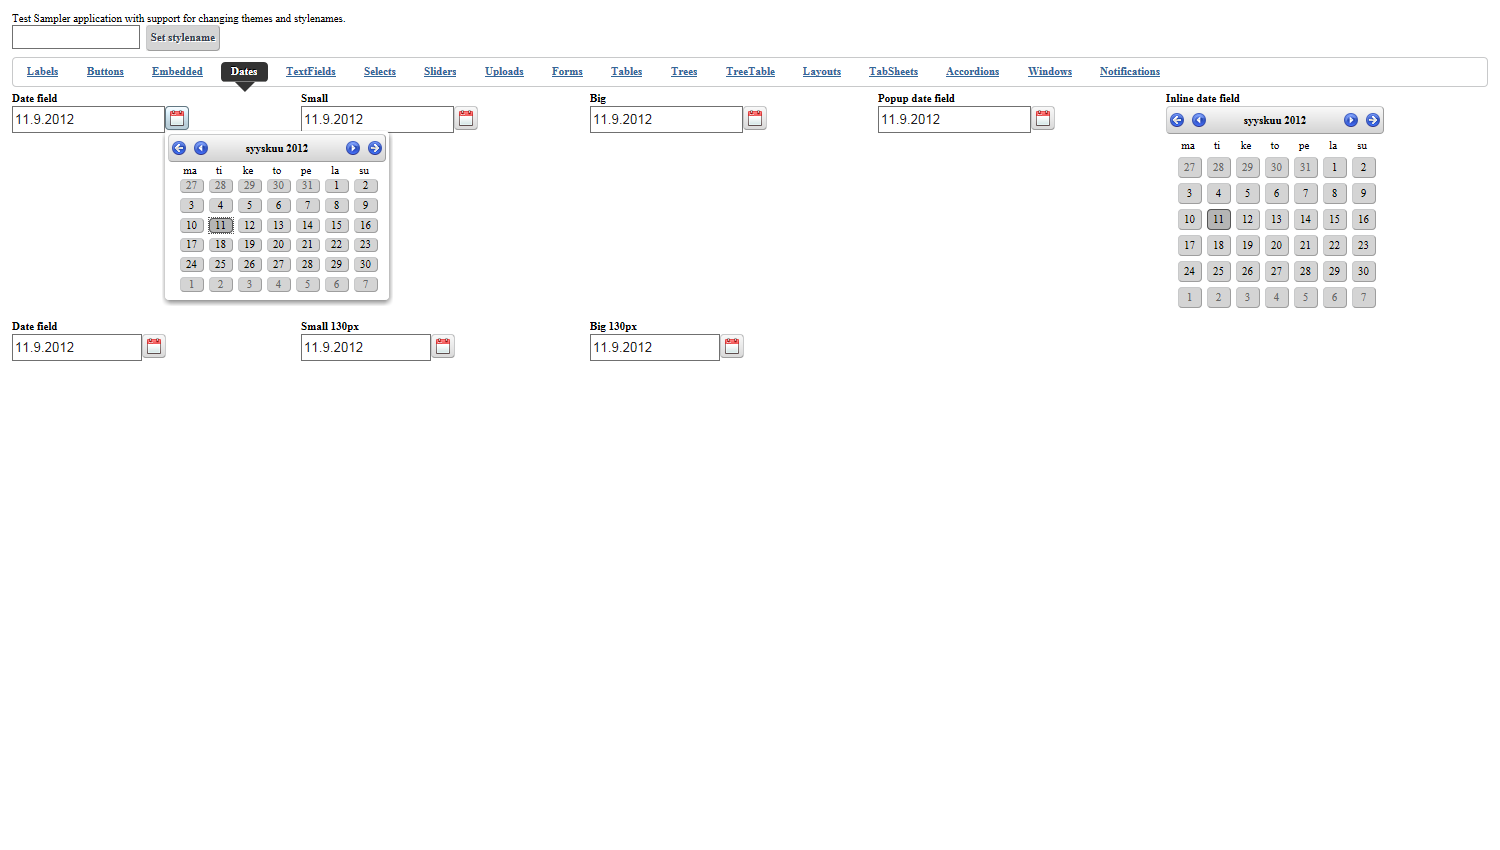 Test Sampler application with support for changing themes and stylenames.
Set stylename
Labels Buttons Embedded Dates TextFields Selects Sliders Uploads Forms Tables Trees TreeTable Layouts TabSheets Accordions Windows Notifications
Date field Small Big Popup date field Inline date field
11.9.2012 11.9.2012 11.9.2012 11.9.2012
syyskuu 2012
ma ti ke to pe la su
27 28 29 30 31 1 2
3 4 5 6 7 8 9
10 11 12 13 14 15 16
17 18 19 20 21 22 23
24 25 26 27 28 29 30
1 2 3 4 5 6 7
syyskuu 2012
ma ti ke to pe la su
27 28 29 30 31 1 2
3 4 5 6 7 8 9
10 11 12 13 14 15 16
17 18 19 20 21 22 23
24 25 26 27 28 29 30
1 2 3 4 5 6 7
Date field Small 130px Big 130px
11.9.2012 11.9.2012 11.9.2012